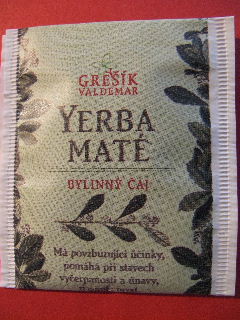 GREŠÍK
VALDEMAR
YERBA
MATÉ
BYLINNÝ ČAJ
Má povzbuzující účinky,
pomáhá při stavech
vyčerpanosti a únavy,